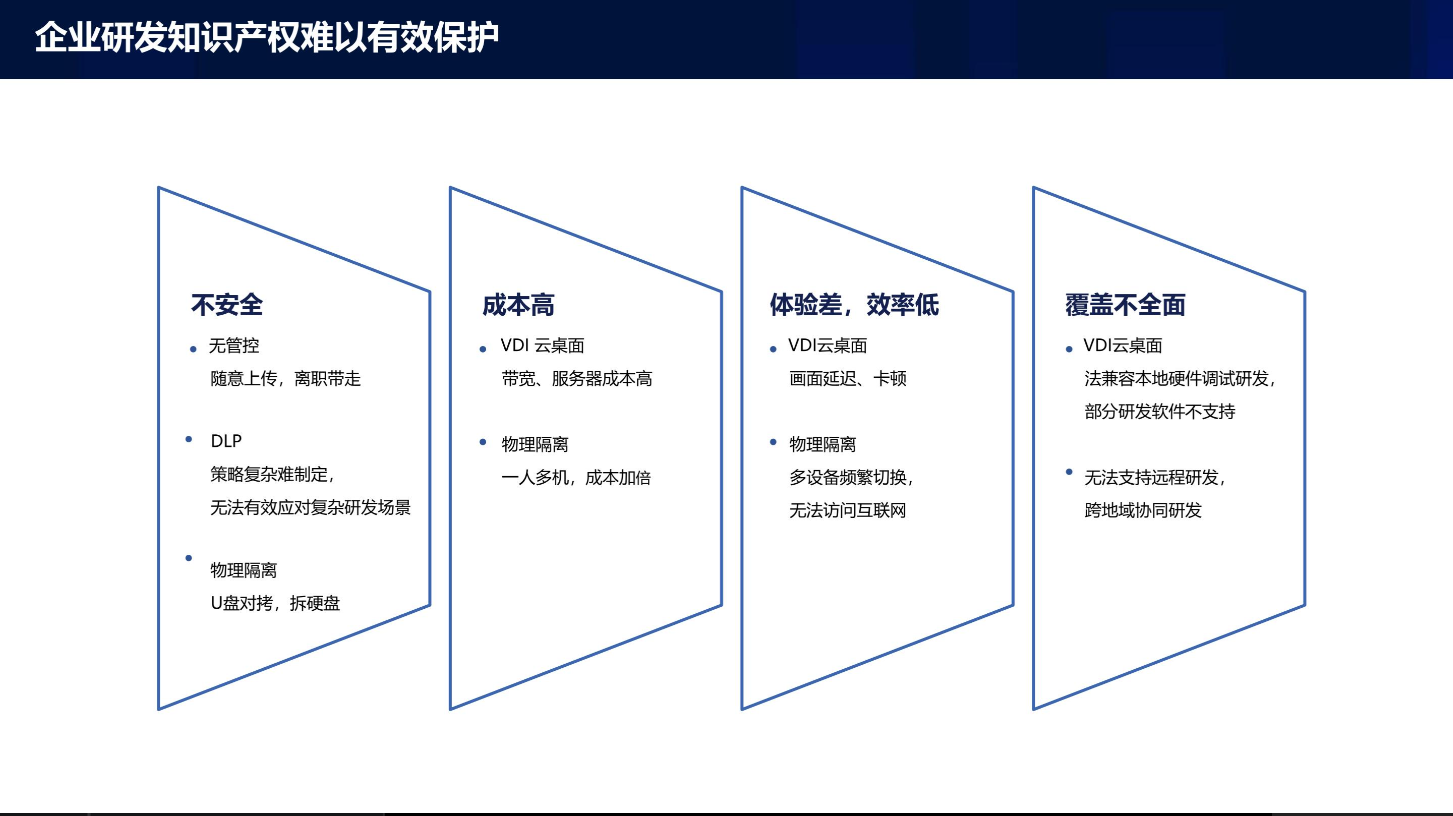 企业研发知识产权难以有效保护
不安全
无管控
随意上传，离职带走
DLP
策略复杂难制定，
无法有效应对复杂研发场景
物理隔离
U盘对拷，拆硬盘
成本高
VDI 云桌面
带宽、服务器成本高
物理隔离
一人多机，成本加倍
体验差，效率低
VDI云桌面
画面延迟、卡顿
物理隔离
多设备频繁切换，
无法访问互联网
覆盖不全面
VDI云桌面
法兼容本地硬件调试研发，
部分研发软件不支持
无法支持远程研发，
跨地域协同研发